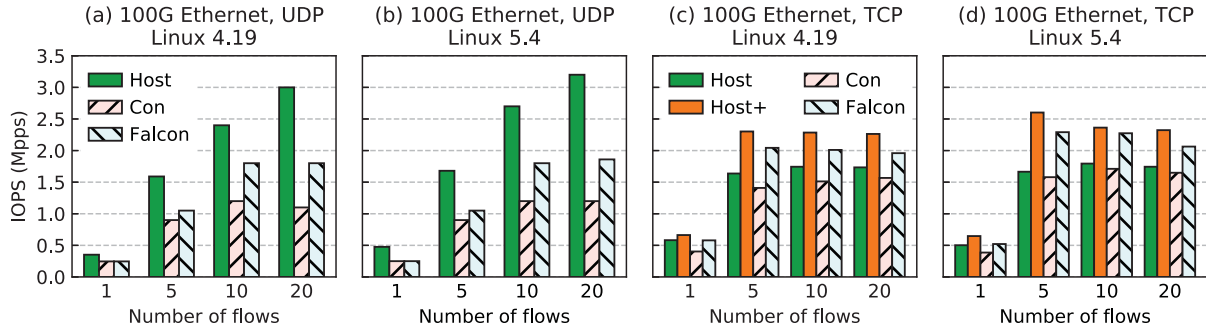 (a) 100G Ethernet, UDP
Linux 4.19
(b) 100G Ethernet, UDP
Linux 5.4
(c) 100G Ethernet, TCP
Linux 4.19
(d) 100G Ethernet, TCP
Linux 5.4
IOPS (Mpps)
3.5
3.0
2.5
2.0
1.5
1.0
0.5
0.0
Host
Con
Falcon
Host
Host+
Con
Falcon
1 5 10 20
1 5 10 20
1 5 10 20
1 5 10 20
Number of flows
Number of flows
Number of flows
Number of flows